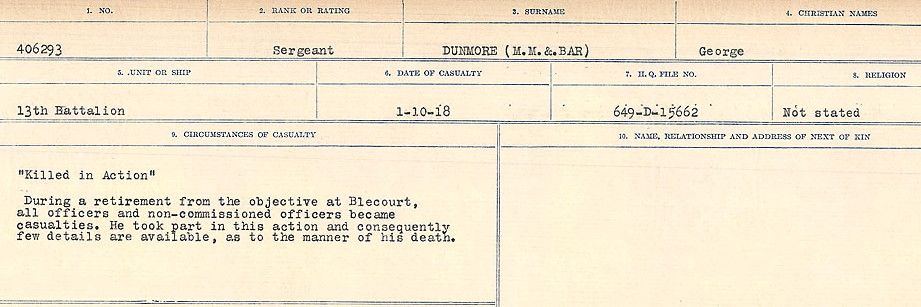 1. NO.
2. RANK OR RATING
3. SURNAME
4. CHRISTIAN NAMES
406293
Sergeant
DUNMORE (M.M.&.BAR)
George
5. .UNIT OR SHIP
6. DATE OF CASUALTY
7. H.Q. FILE NO.
8. RELIGION
13th Battalion
1-10-18
649-D-15662
Not stated
9. CIRCUMSTANCES OF CASUALTY
"Killed in Action"
During a retirement from the objective at Blecourt,
all officers and non-commissioned officers became
casualties. He took part in this action and consequently
few details are available, as to the manner of his death.
10. NAME, RELATIONSHIP AND ADDRESS OF NEXT OF KIN